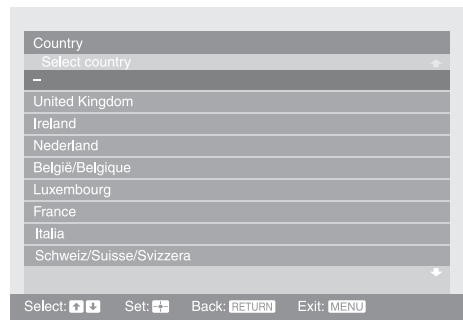 Country
Select country
–
United Kingdom
Ireland
Nederland
België/Belgique
Luxembourg
France
Italia
Schweiz/Suisse/Svizzera
Select: Set: Back: RETURN Exit: MENU